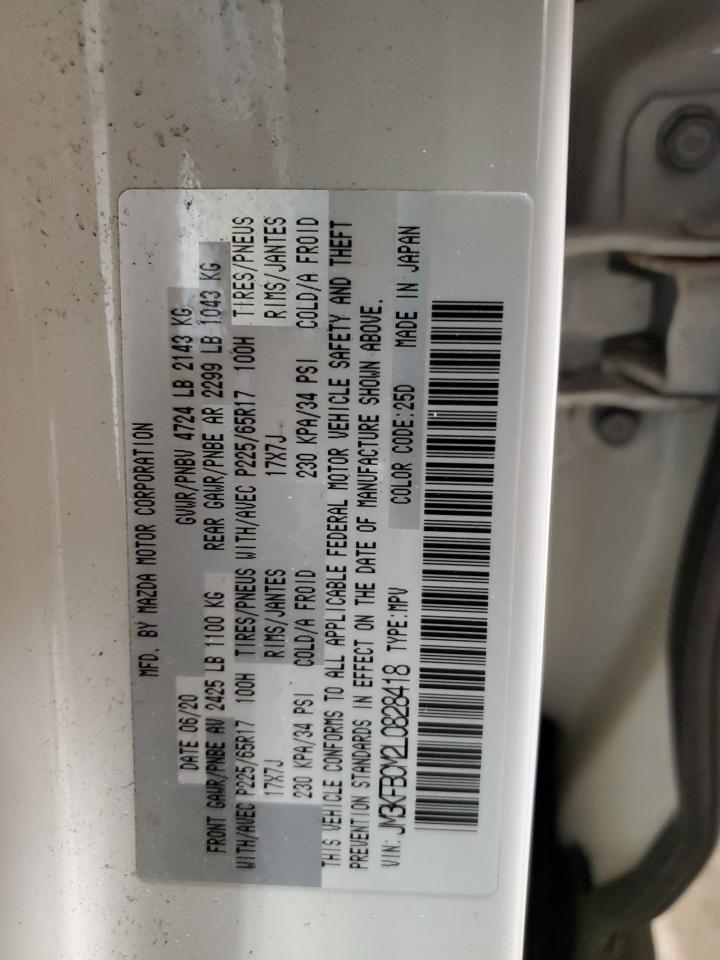 MFD. BY MAZDA MOTOR CORPORATION
DATE 06/20 GVWR/PNBV 4724 LB 2143 KG
FRONT GAWR/PNBE AV 2425 LB 1100 KG REAR GAWR/PNBE AR 2299 LB 1043 KG
WITH/AVEC P225/65R17 100H TIRES/PNEUS WITH/AVEC P225/65R17 100H TIRES/PNEUS
17X7J RIMS/JANTES 17X7J RIMS/JANTES
230 KPA/34 PSI COLD/A FROID 230 KPA/34 PSI COLD/A FROID
THIS VEHICLE CONFORMS TO ALL APPLICABLE FEDERAL MOTOR VEHICLE SAFETY AND THEFT
PREVENTION STANDARDS IN EFFECT ON THE DATE OF MANUFACTURE SHOWN ABOVE.
VIN: JM3KFBCM2L0828418 TYPE:MPV COLOR CODE:25D MADE IN JAPAN